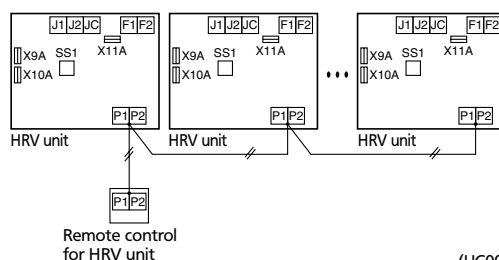 J1 J2 JC F1 F2
X9A SS1 X11A
X10A
P1 P2
HRV unit
J1 J2 JC F1 F2
X9A SS1 X11A
X10A
P1 P2
HRV unit
J1 J2 JC F1 F2
X9A SS1 X11A
X10A
P1 P2
HRV unit
P1 P2
Remote control
for HRV unit